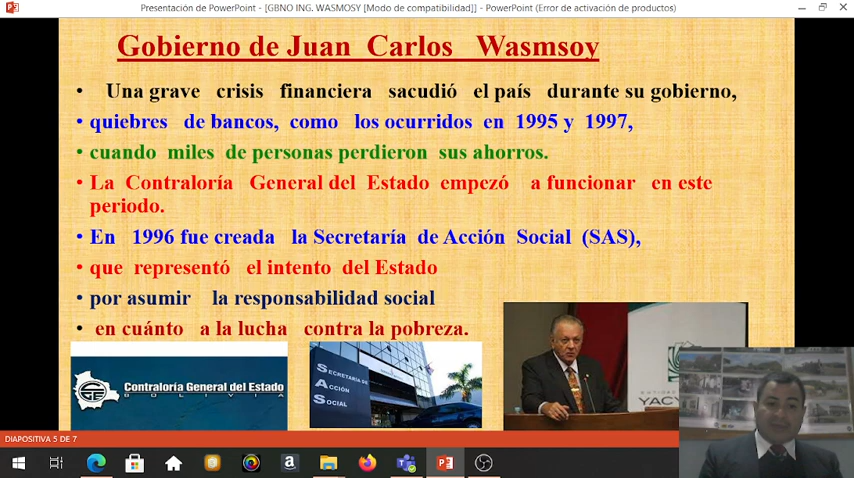 Presentación de PowerPoint - [GBNO ING. WASMOSY [Modo de compatibilidad]] - PowerPoint (Error de activación de productos)
Gobierno de Juan Carlos Wasmsoy
• Una grave crisis financiera sacudió el país durante su gobierno,
• quiebres de bancos, como los ocurridos en 1995 y 1997,
• cuando miles de personas perdieron sus ahorros.
• La Contraloría General del Estado empezó a funcionar en este
periodo.
• En 1996 fue creada la Secretaría de Acción Social (SAS),
• que representó el intento del Estado
• por asumir la responsabilidad social
• en cuánto a la lucha contra la pobreza.
Contraloría General del Estado
BOLIVIA
SECRETARIA DE
ACCIÓN
SOCIAL
YACY
DIAPOSITIVA 5 DE 7